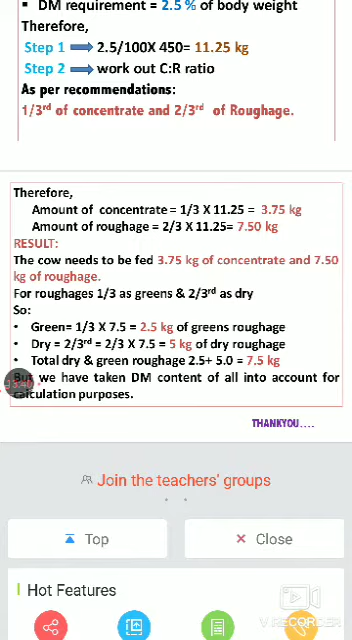 ▪ DM requirement = 2.5 % of body weight
Therefore,
Step 1 ➡ 2.5/100X 450= 11.25 kg
Step 2 ➡ work out C:R ratio
As per recommendations:
1/3rd of concentrate and 2/3rd of Roughage.
Therefore,
Amount of concentrate = 1/3 X 11.25 = 3.75 kg
Amount of roughage = 2/3 X 11.25= 7.50 kg
RESULT:
The cow needs to be fed 3.75 kg of concentrate and 7.50
kg of roughage.
For roughages 1/3 as greens & 2/3rd as dry
So:
• Green= 1/3 X 7.5 = 2.5 kg of greens roughage
• Dry = 2/3rd = 2/3 X 7.5 = 5 kg of dry roughage
• Total dry & green roughage 2.5+ 5.0 = 7.5 kg
But we have taken DM content of all into account for
calculation purposes.
THANKYOU....
Join the teachers' groups
Top
× Close
Hot Features
V RECORDER